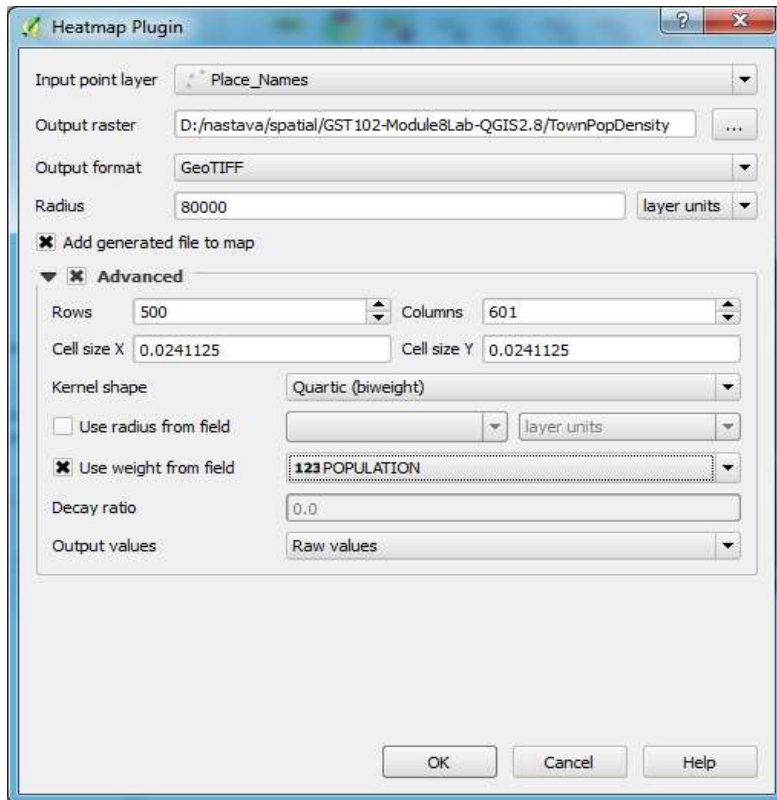 Heatmap Plugin
Input point layer Place_Names
Output raster D:/nastava/spatial/GST102-Module8Lab-QGIS2.8/TownPopDensity ...
Output format GeoTIFF
Radius 80000 layer units
Add generated file to map
Advanced
Rows 500 Columns 601
Cell size X 0.0241125 Cell size Y 0.0241125
Kernel shape Quartic (biweight)
Use radius from field layer units
Use weight from field 123 POPULATION
Decay ratio 0.0
Output values Raw values
OK Cancel Help